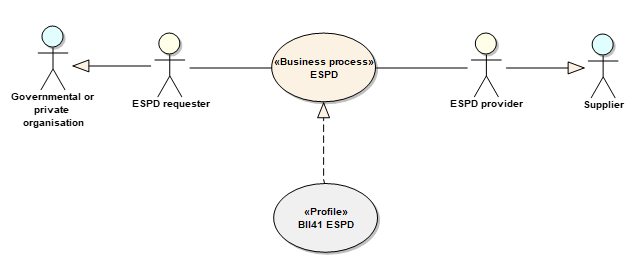 «Business process»
ESPD
Governmental or
private
organisation
ESPD requester
ESPD provider
Supplier
«Profile»
BII41 ESPD